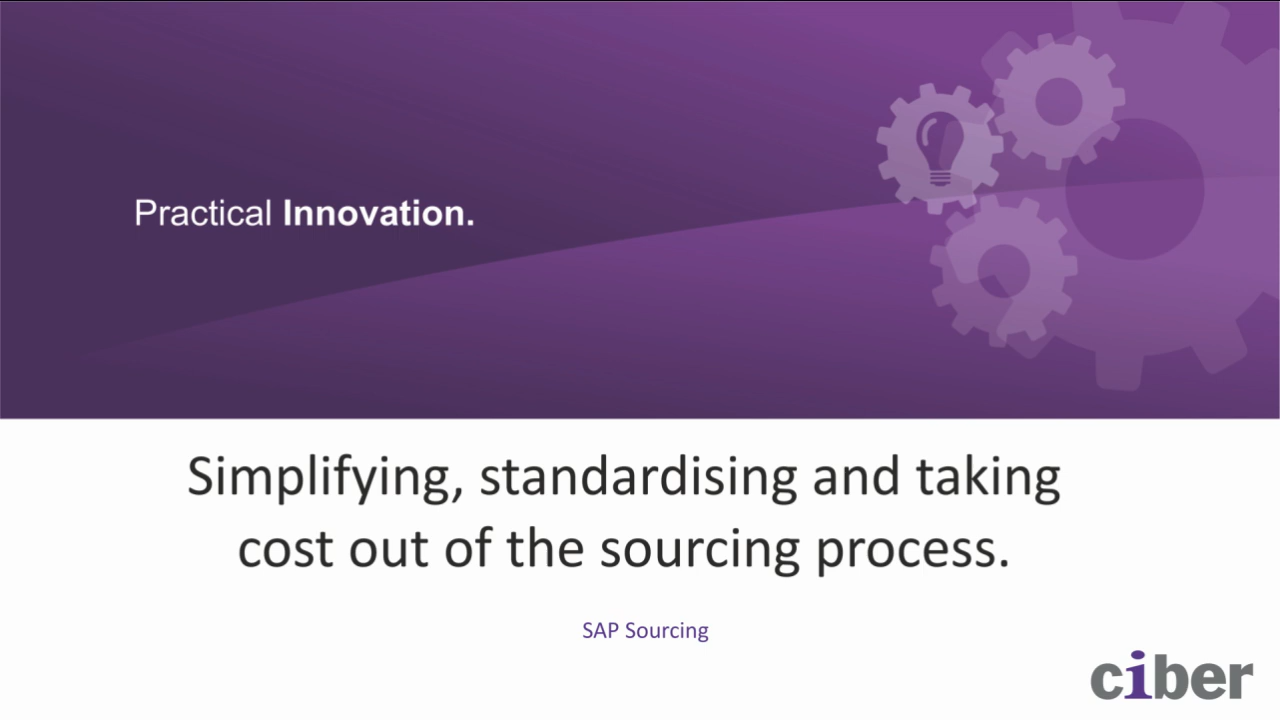 Practical Innovation.
Simplifying, standardising and taking
cost out of the sourcing process.
SAP Sourcing
ciber